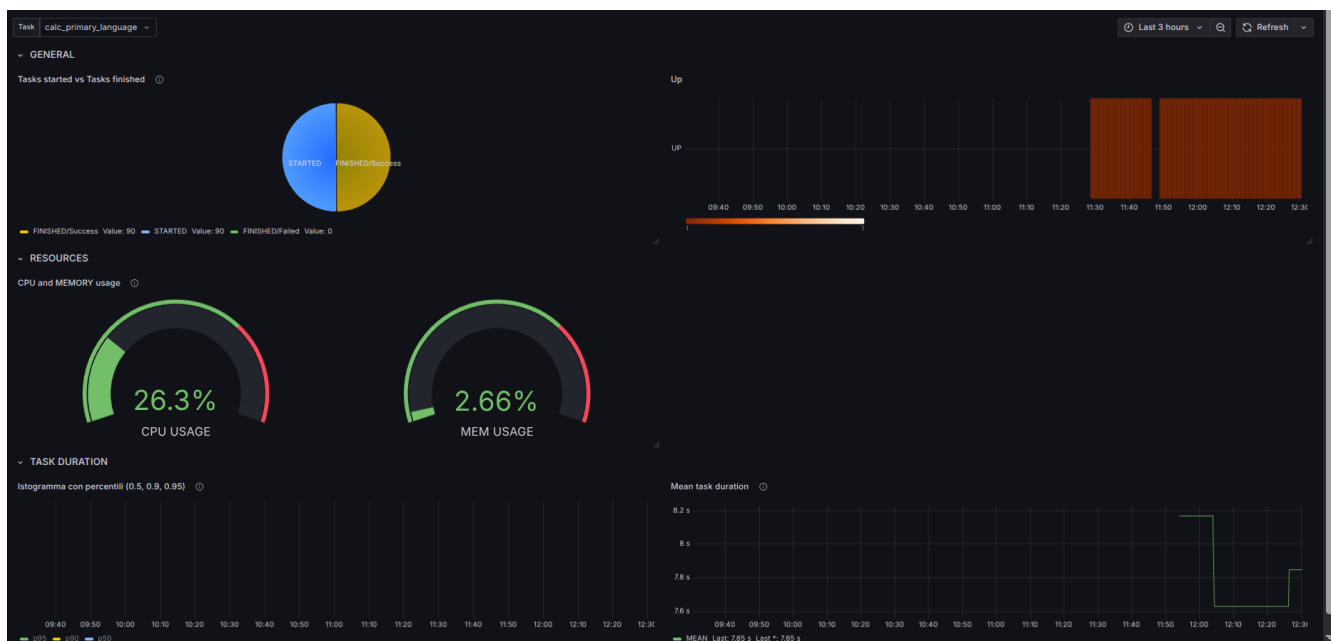 Task calc_primary_language Last 3 hours Refresh
GENERAL
Tasks started vs Tasks finished
STARTED FINISHED/Success
FINISHED/Success Value: 90 STARTED Value: 90 FINISHED/Failed Value: 0
Up
UP
09:40 09:50 10:00 10:10 10:20 10:30 10:40 10:50 11:00 11:10 11:20 11:30 11:40 11:50 12:00 12:10 12:20 12:30
1 1
RESOURCES
CPU and MEMORY usage
26.3% 2.66%
CPU USAGE MEM USAGE
TASK DURATION
Istogramma con percentili (0.5, 0.9, 0.95)
09:40 09:50 10:00 10:10 10:20 10:30 10:40 10:50 11:00 11:10 11:20 11:30 11:40 11:50 12:00 12:10 12:20 12:30
p95 p90 p50
Mean task duration
8.2 s
8 s
7.8 s
7.6 s
09:40 09:50 10:00 10:10 10:20 10:30 10:40 10:50 11:00 11:10 11:20 11:30 11:40 11:50 12:00 12:10 12:20 12:30
MEAN Last: 7.85 s Last *: 7.85 s